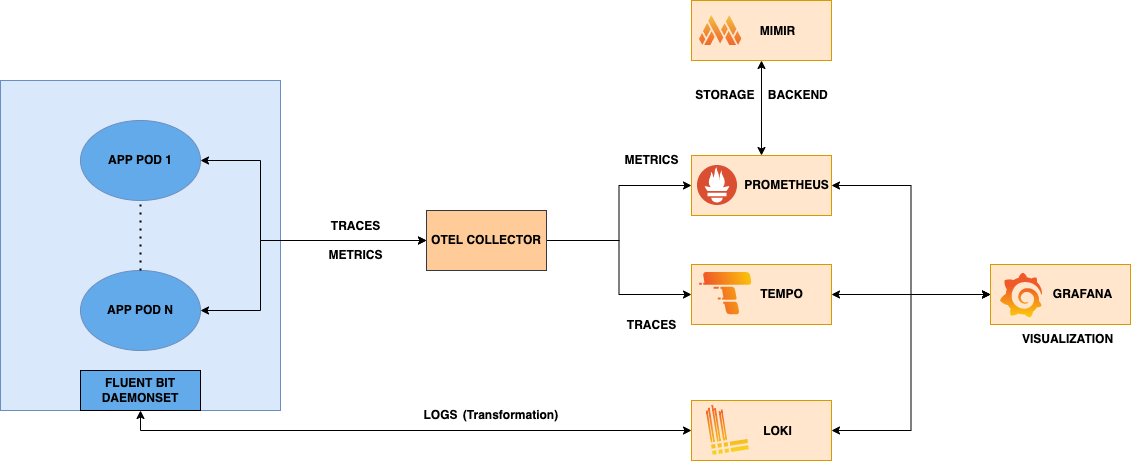 MIMIR
STORAGE BACKEND
APP POD 1
METRICS
PROMETHEUS
TRACES
OTEL COLLECTOR
METRICS
APP POD N
TEMPO
GRAFANA
TRACES
VISUALIZATION
FLUENT BIT
DAEMONSET
LOGS (Transformation)
LOKI